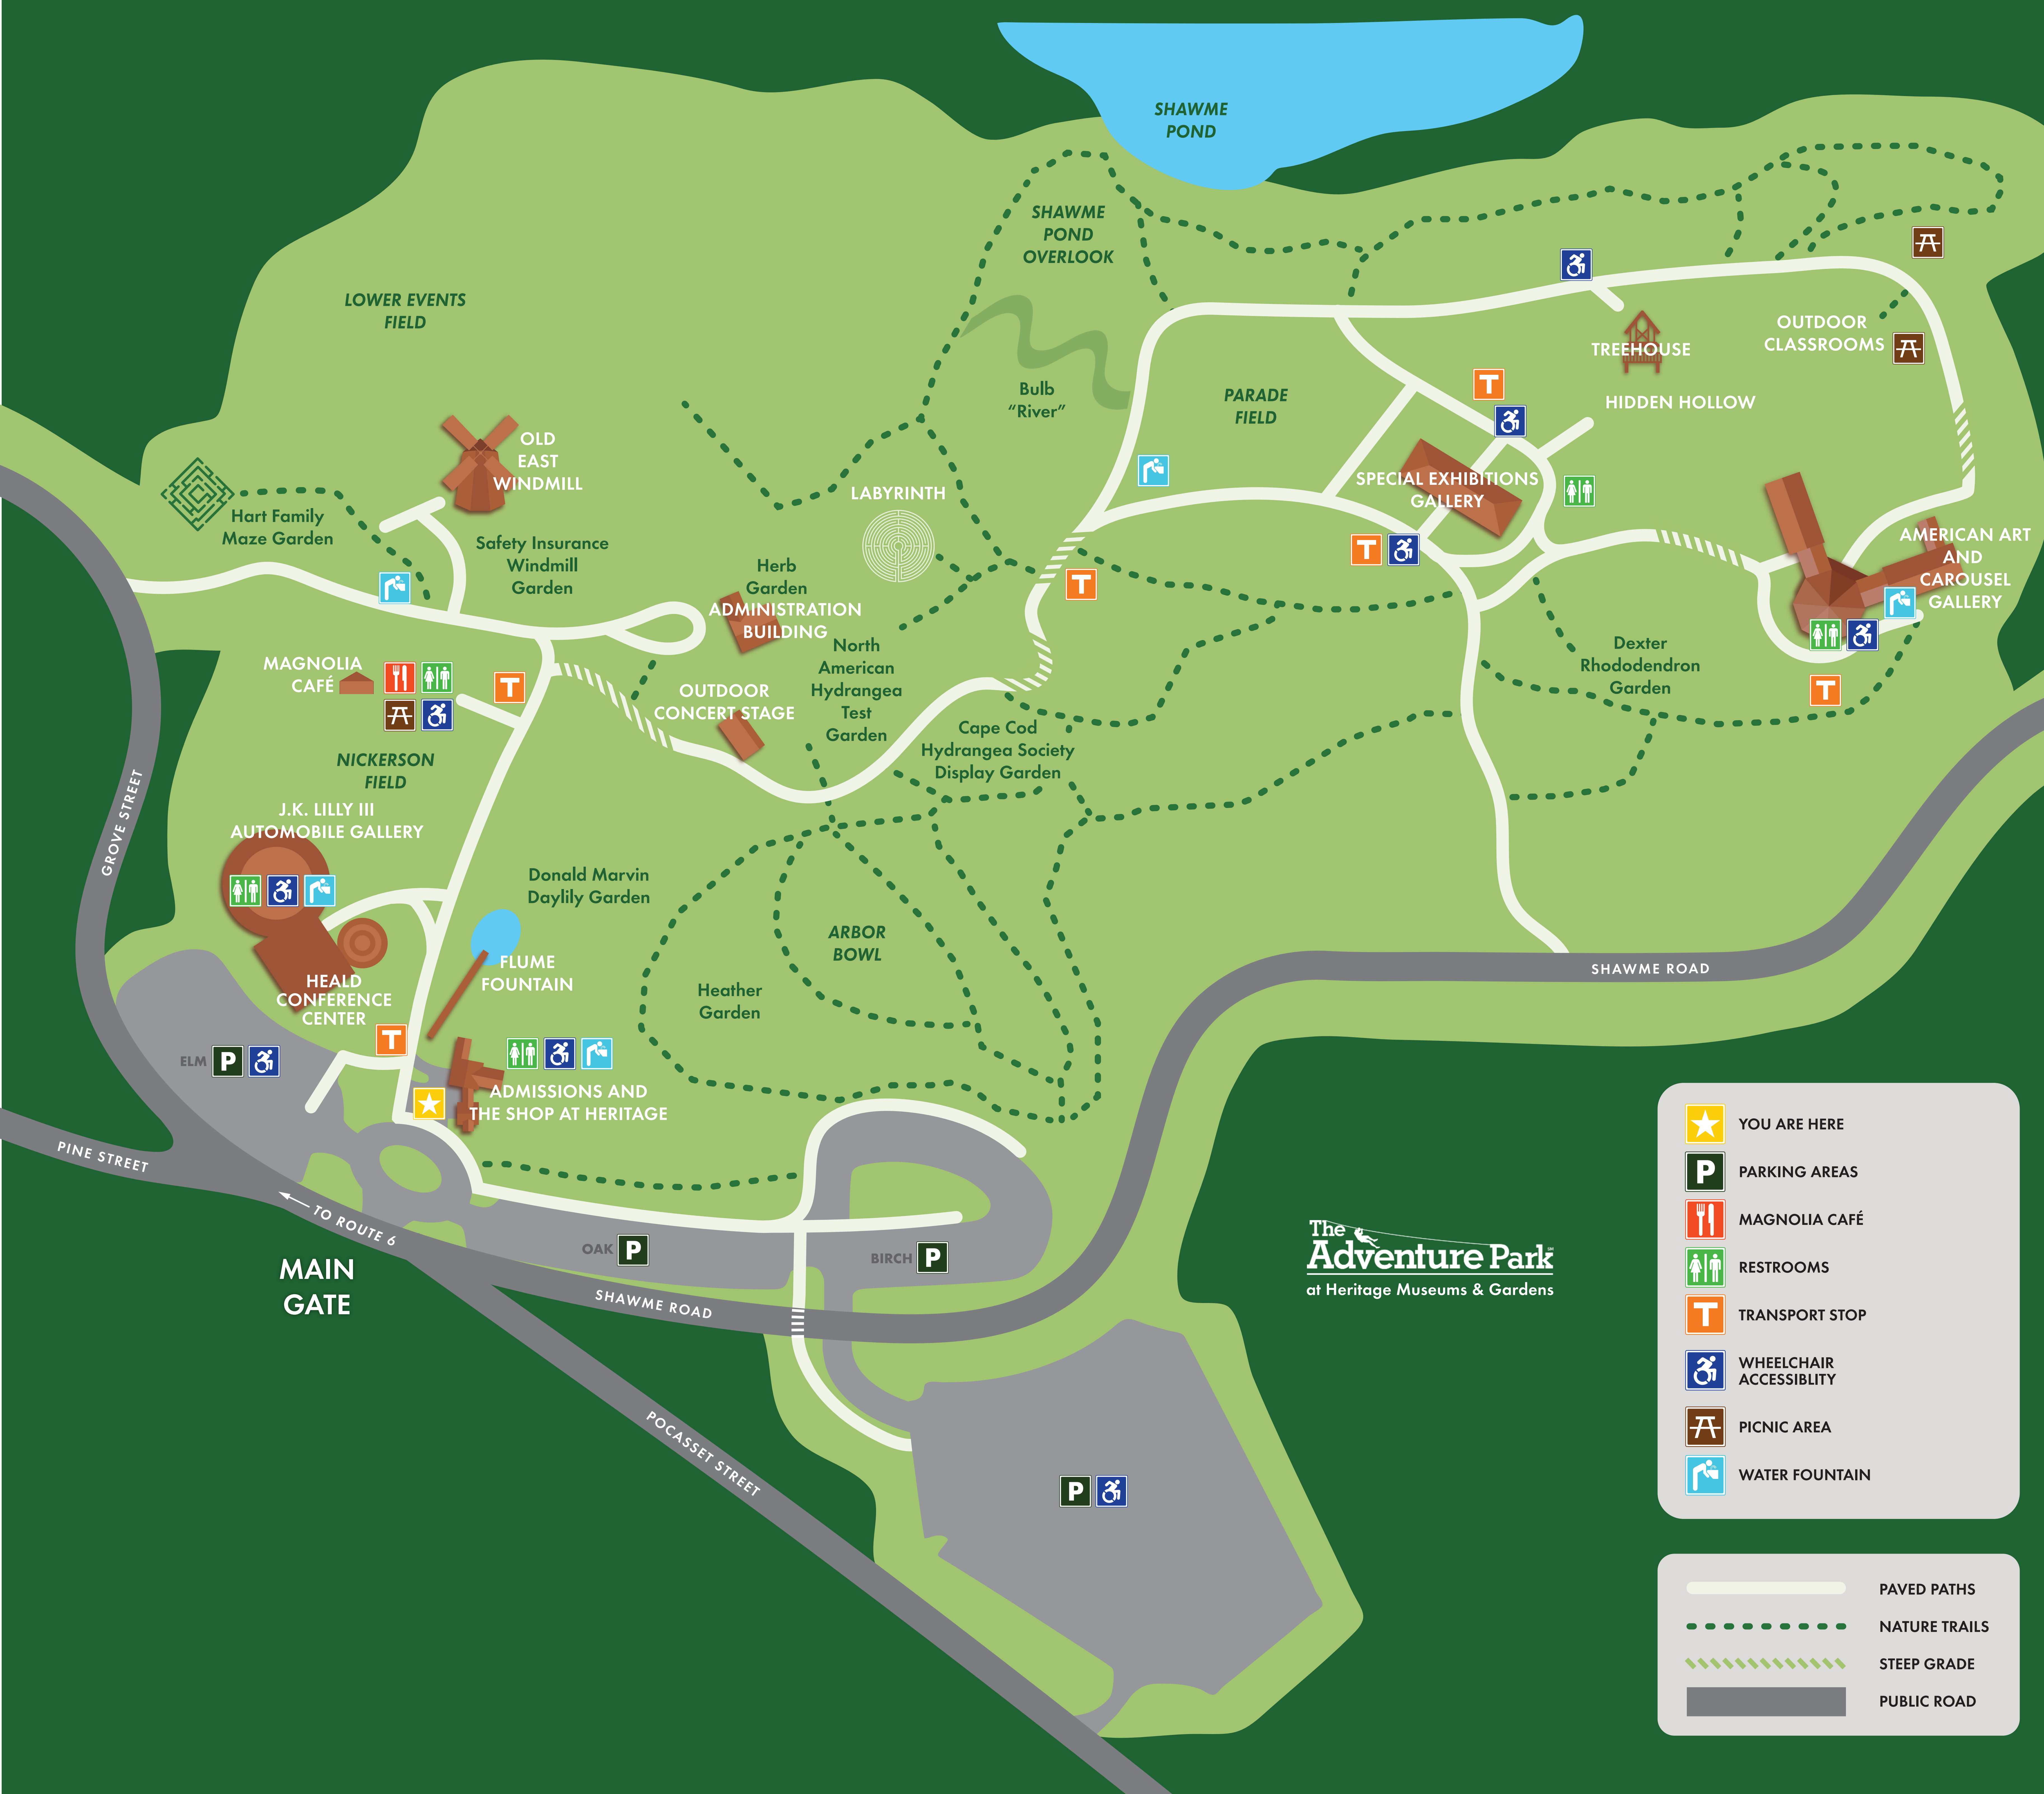 SHAWME
POND
SHAWME
POND
OVERLOOK
LOWER EVENTS
FIELD
OUTDOOR
CLASSROOMS
TREEHOUSE
HIDDEN HOLLOW
Bulb
“River”
PARADE
FIELD
OLD
EAST
WINDMILL
Hart Family
Maze Garden
Safety Insurance
Windmill
Garden
LABYRINTH
SPECIAL EXHIBITIONS
GALLERY
T
T
T
AMERICAN ART
AND
CAROUSEL
GALLERY
Herb
Garden
ADMINISTRATION
BUILDING
North
American
Hydrangea
Test
Garden
Dexter
Rhododendron
Garden
T
MAGNOLIA
CAFÉ
T
OUTDOOR
CONCERT STAGE
Cape Cod
Hydrangea Society
Display Garden
NICKERSON
FIELD
J.K. LILLY III
AUTOMOBILE GALLERY
GROVE STREET
Donald Marvin
Daylily Garden
ARBOR
BOWL
Heather
Garden
FLUME
FOUNTAIN
HEALD
CONFERENCE
CENTER
T
SHAWME ROAD
ELM P
ADMISSIONS AND
THE SHOP AT HERITAGE
PINE STREET
TO ROUTE 6
MAIN
GATE
OAK P
BIRCH P
SHAWME ROAD
POCASSET STREET
P
The
Adventure Park
at Heritage Museums & Gardens
YOU ARE HERE
P PARKING AREAS
MAGNOLIA CAFÉ
RESTROOMS
T TRANSPORT STOP
WHEELCHAIR
ACCESSIBLITY
PICNIC AREA
WATER FOUNTAIN
PAVED PATHS
NATURE TRAILS
STEEP GRADE
PUBLIC ROAD